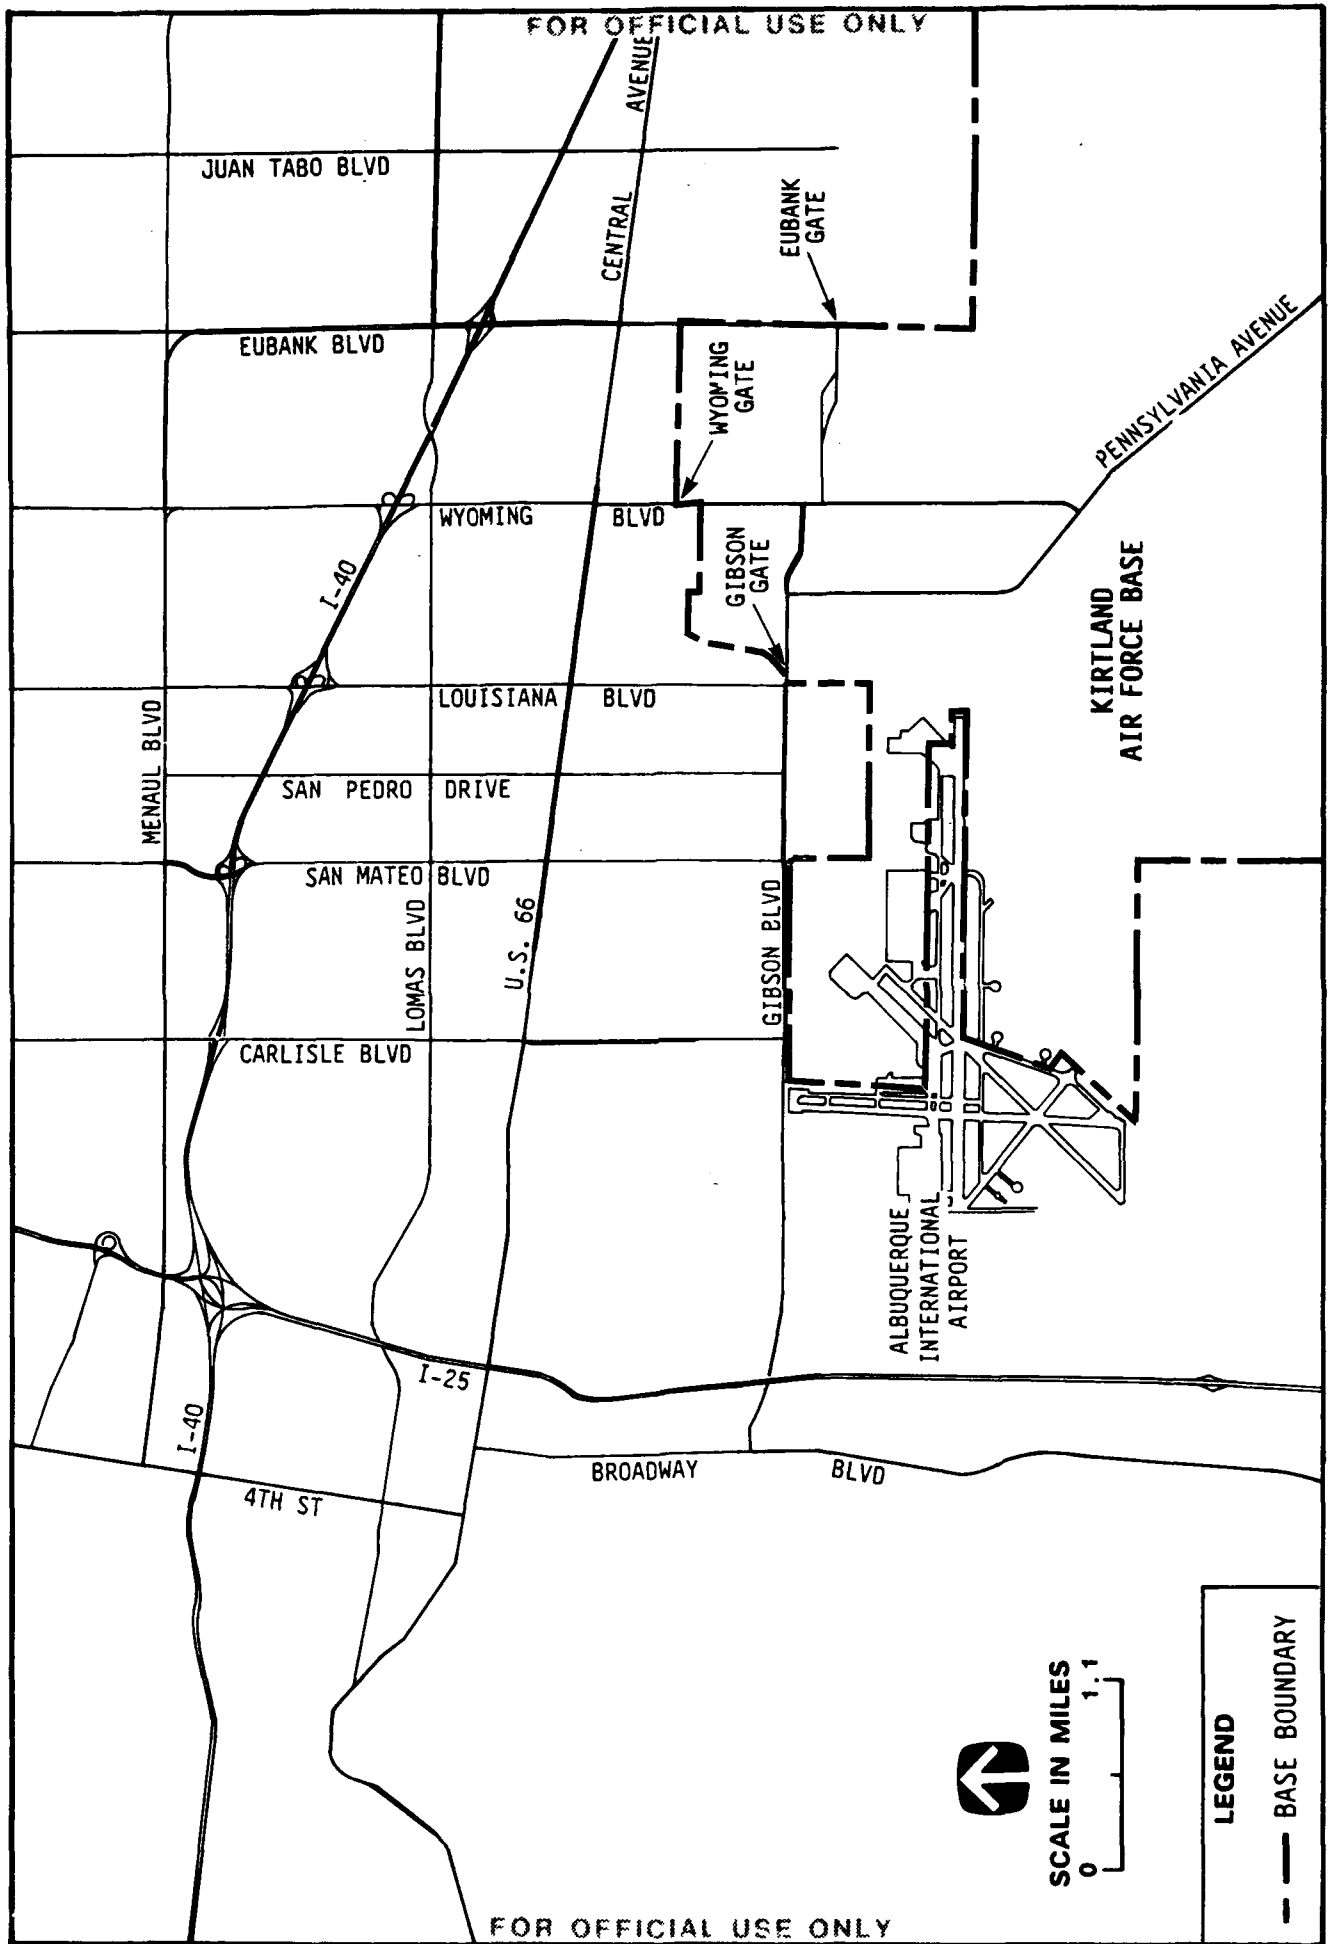 FOR OFFICIAL USE ONLY
JUAN TABO BLVD
CENTRAL AVENUE
EUBANK
GATE
EUBANK BLVD
WYOMING
GATE
PENNSYLVANIA AVENUE
WYOMING BLVD
GIBSON
GATE
I-40
KIRTLAND
AIR FORCE BASE
LOUISIANA BLVD
MENAUL BLVD
SAN PEDRO DRIVE
SAN MATEO BLVD
LOMAS BLVD
U.S. 66
GIBSON BLVD
CARLISLE BLVD
ALBUQUERQUE
INTERNATIONAL
AIRPORT
I-25
I-40
4TH ST
BROADWAY BLVD
SCALE IN MILES
0 1.1
LEGEND
BASE BOUNDARY
FOR OFFICIAL USE ONLY